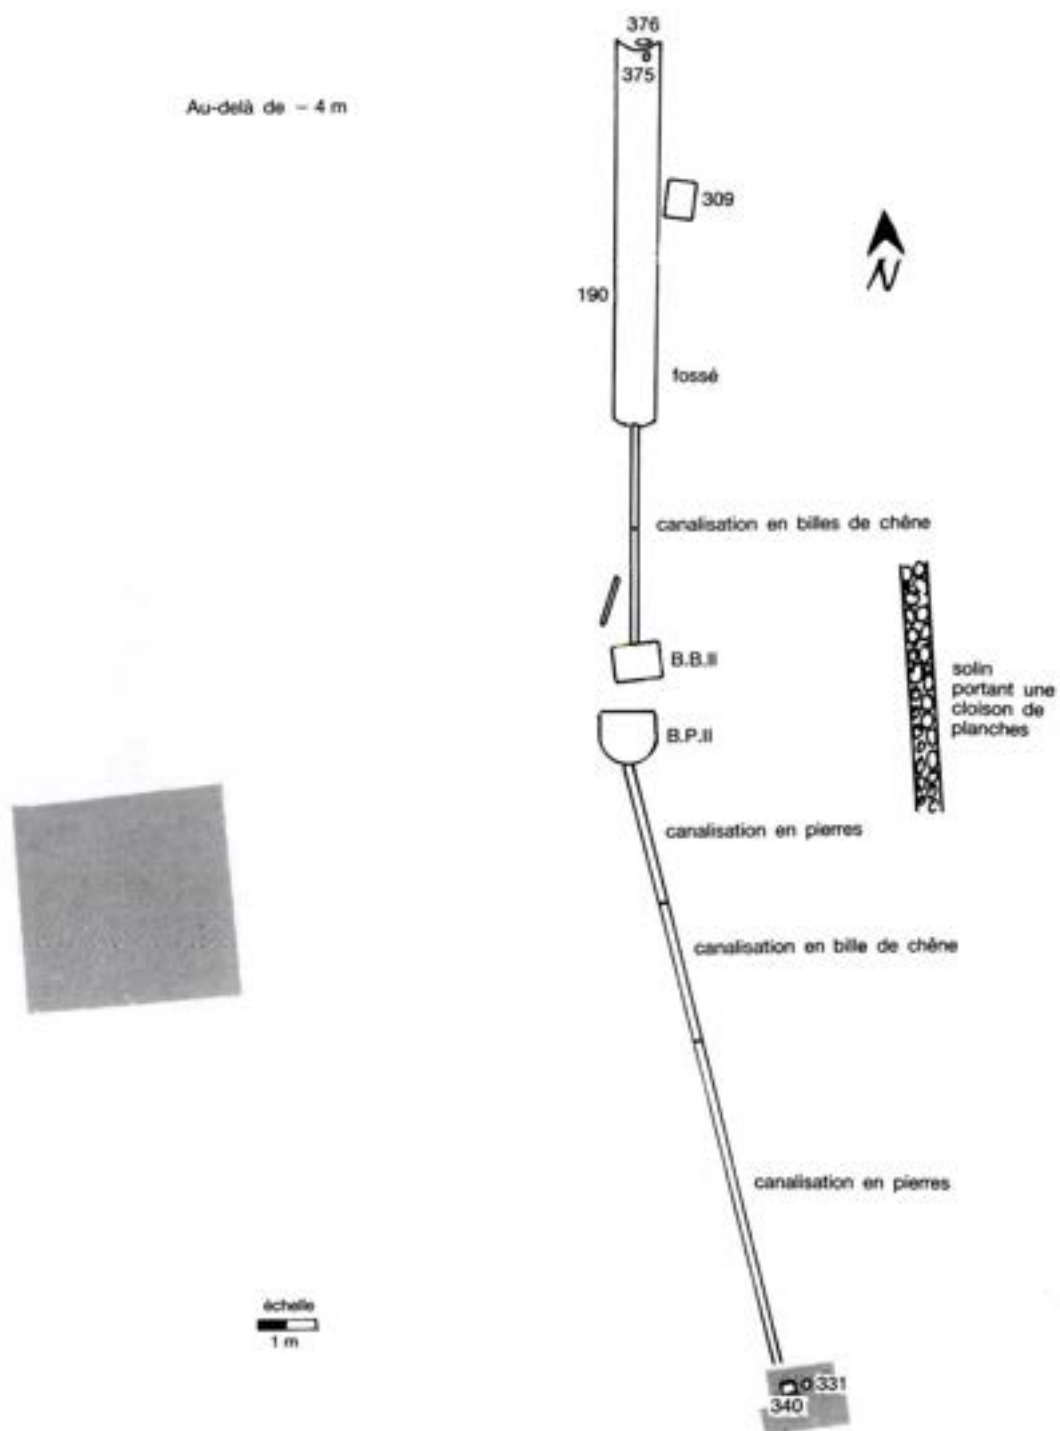 376
375
Au-delà de – 4 m
309
N
190
fossé
canalisation en billes de chêne
B.B.II
solin
portant une
cloison de
planches
B.P.II
canalisation en pierres
canalisation en bille de chêne
canalisation en pierres
échelle
1 m
331
340